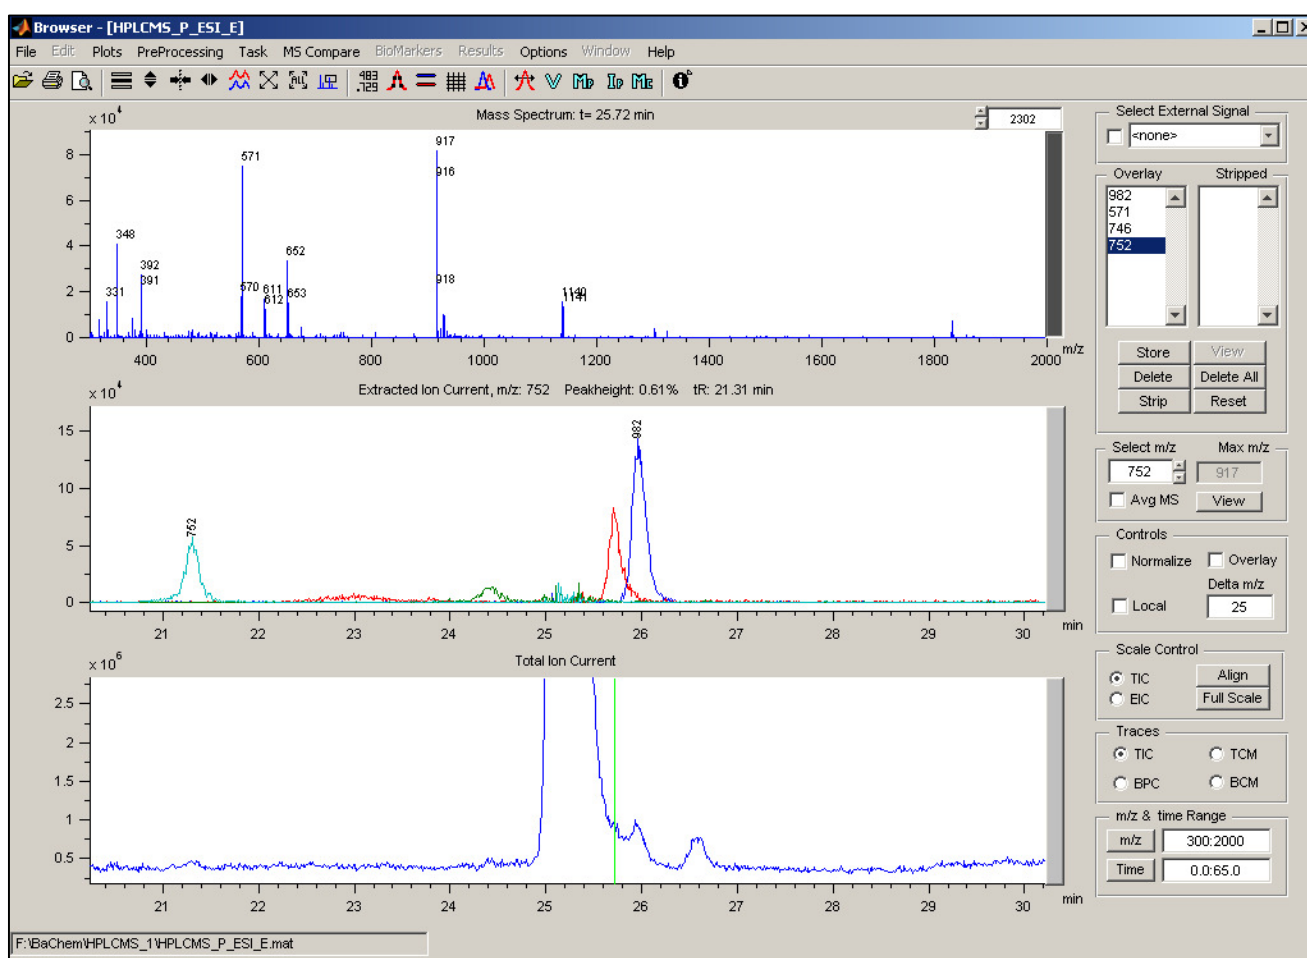 Browser - [HPLCMS_P_ESI_E]
File Edit Plots PreProcessing Task MS Compare BioMarkers Results Options Window Help
Mass Spectrum: t= 25.72 min
2302
x 10^4
8
6
4
2
0
331
348
392
391
571
570
611
612
652
653
917
916
918
1140
1141
400 600 800 1000 1200 1400 1600 1800 2000 m/z
Extracted Ion Current, m/z: 752 Peakheight: 0.61% tR: 21.31 min
x 10^4
15
10
5
0
752
982
21 22 23 24 25 26 27 28 29 30 min
Total Ion Current
x 10^6
2.5
2
1.5
1
0.5
21 22 23 24 25 26 27 28 29 30 min
Select External Signal
<none>
Overlay Stripped
982
571
746
752
Store View
Delete Delete All
Strip Reset
Select m/z Max m/z
752 917
Avg MS View
Controls
Normalize Overlay
Delta m/z
Local 25
Scale Control
TIC Align
EIC Full Scale
Traces
TIC TCM
BPC BCM
m/z & time Range
m/z 300:2000
Time 0.0:65.0
F:\BaChem\HPLCMS_1\HPLCMS_P_ESI_E.mat